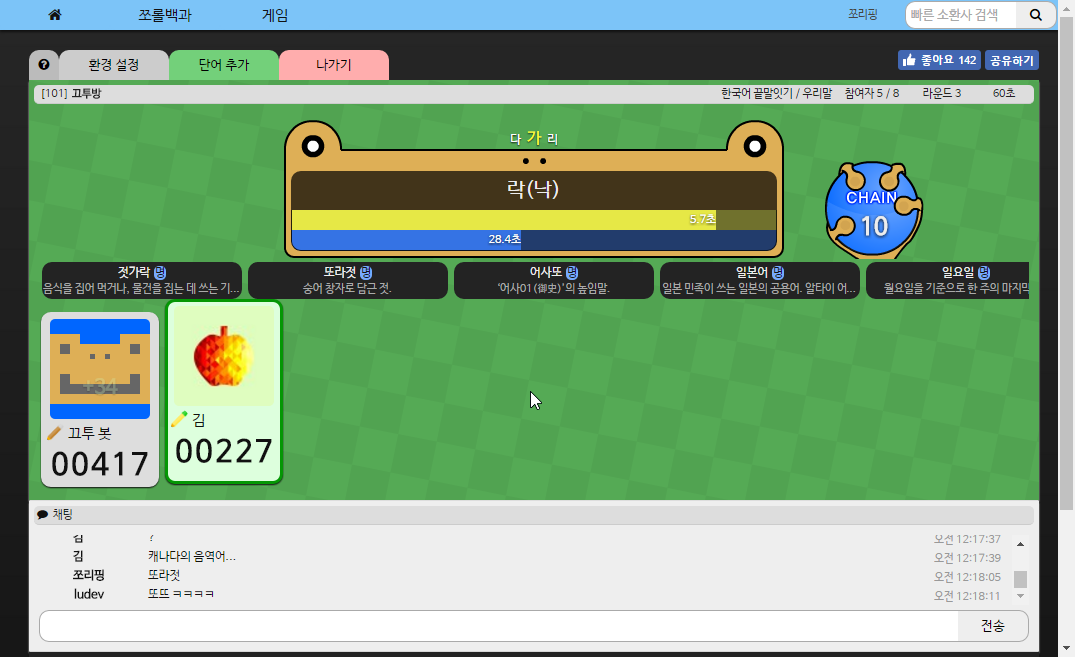 쪼롤백과 게임 쪼리핑 빠른 소환사 검색
환경 설정 단어 추가 나가기 좋아요 142 공유하기
[101] 끄투방 한국어 끝말잇기 / 우리말 참여자 5 / 8 라운드 3 60초
다 가 리
락(낙)
5.7초
28.4초
CHAIN
10
젓가락 명
음식을 집어 먹거나, 물건을 집는 데 쓰는 기...
또라젓 명
숭어 창자로 담근 젓.
어사또 명
'어사01(御史)'의 높임말.
일본어 명
일본 민족이 쓰는 일본의 공용어. 알타이 어...
일요일 명
월요일을 기준으로 한 주의 마지막
+34
끄투 봇
00417
김
00227
채팅
김 ? 오전 12:17:37
김 캐나다의 음역어... 오전 12:17:39
쪼리핑 또라젓 오전 12:18:05
ludev 또뜨 ㅋㅋㅋㅋ 오전 12:18:11
전송